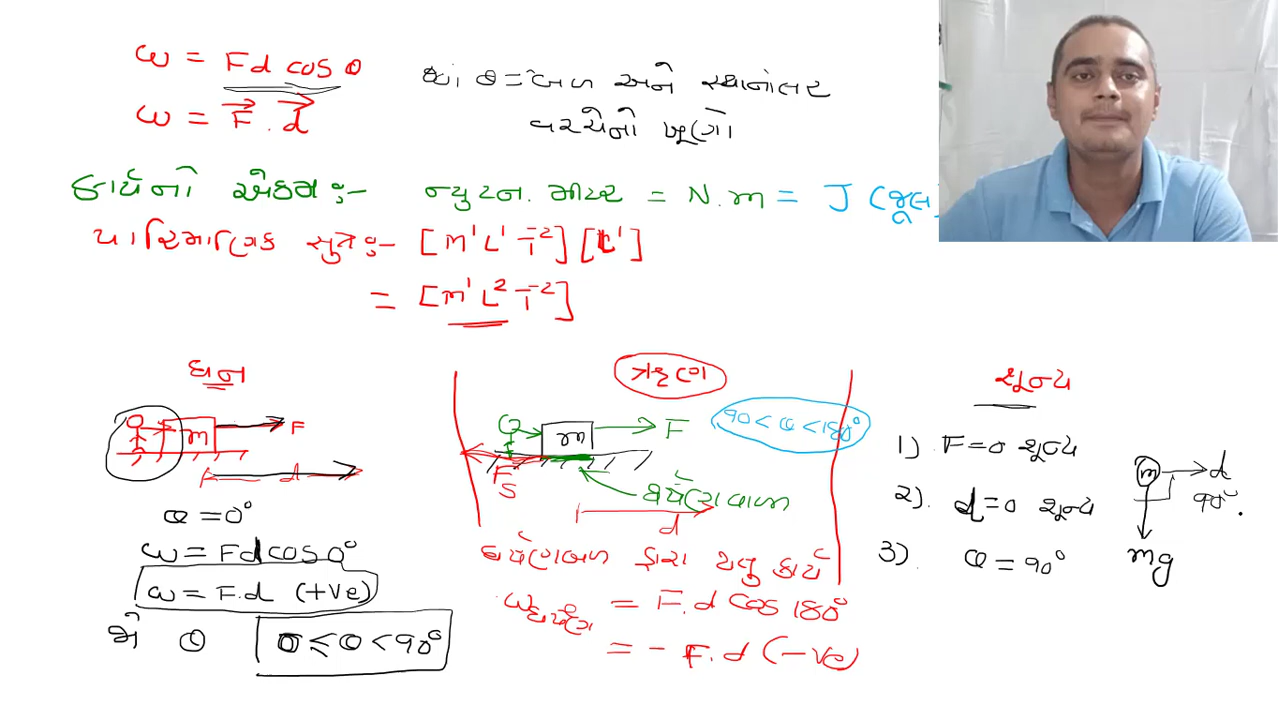 W = Fd cos θ
જ્યાં, θ = બળ અને સ્થાનાંતર
W = F⃗ . d⃗
વચ્ચેનો ખૂણો
કાર્યનો એકમ :- ન્યુટન. મીટર = N.m = J (જૂલ)
પારિમાણિક સુત્ર :- [M¹L¹T⁻²][L¹]
= [M¹L²T⁻²]
ધન
m F
d
θ = 0°
W = Fd cos 0°
W = F.d (+ve)
જો θ 0 ≤ θ < 90°
ઋણ
90 < θ < 180°
m F
Fs
ઘર્ષણ બળ
d
ઘર્ષણબળ દ્વારા થતુ કાર્ય
Wઘર્ષણ = F.d cos 180°
= - F.d (-ve)
શૂન્ય
1) F=0 શૂન્ય
2). d=0 શૂન્ય
3). θ = 90°
m d
90°.
mg